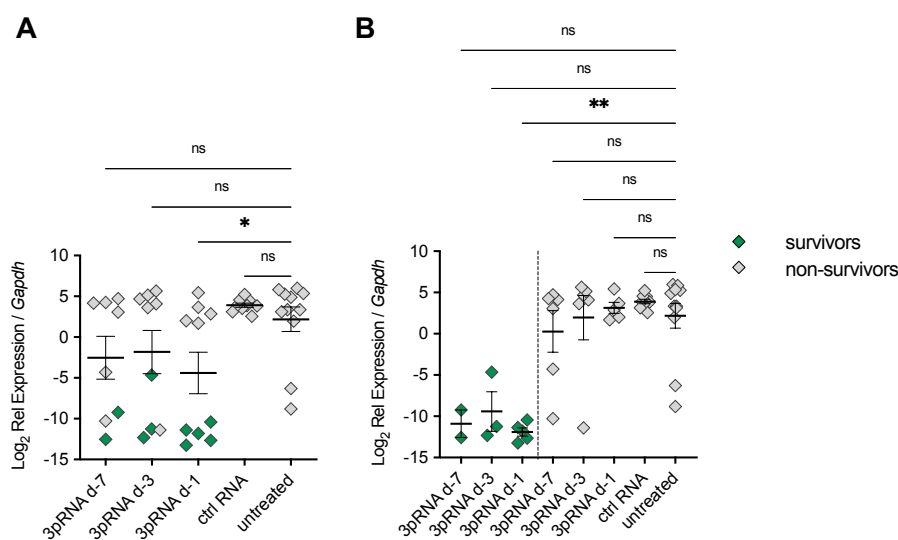 A
ns
ns
*
ns
Log2 Rel Expression / Gapdh
10
5
0
-5
-10
-15
3pRNA d-7
3pRNA d-3
3pRNA d-1
ctrl RNA
untreated
B
ns
ns
**
ns
ns
ns
ns
Log2 Rel Expression / Gapdh
10
5
0
-5
-10
-15
3pRNA d-7
3pRNA d-3
3pRNA d-1
3pRNA d-7
3pRNA d-3
3pRNA d-1
ctrl RNA
untreated
survivors
non-survivors